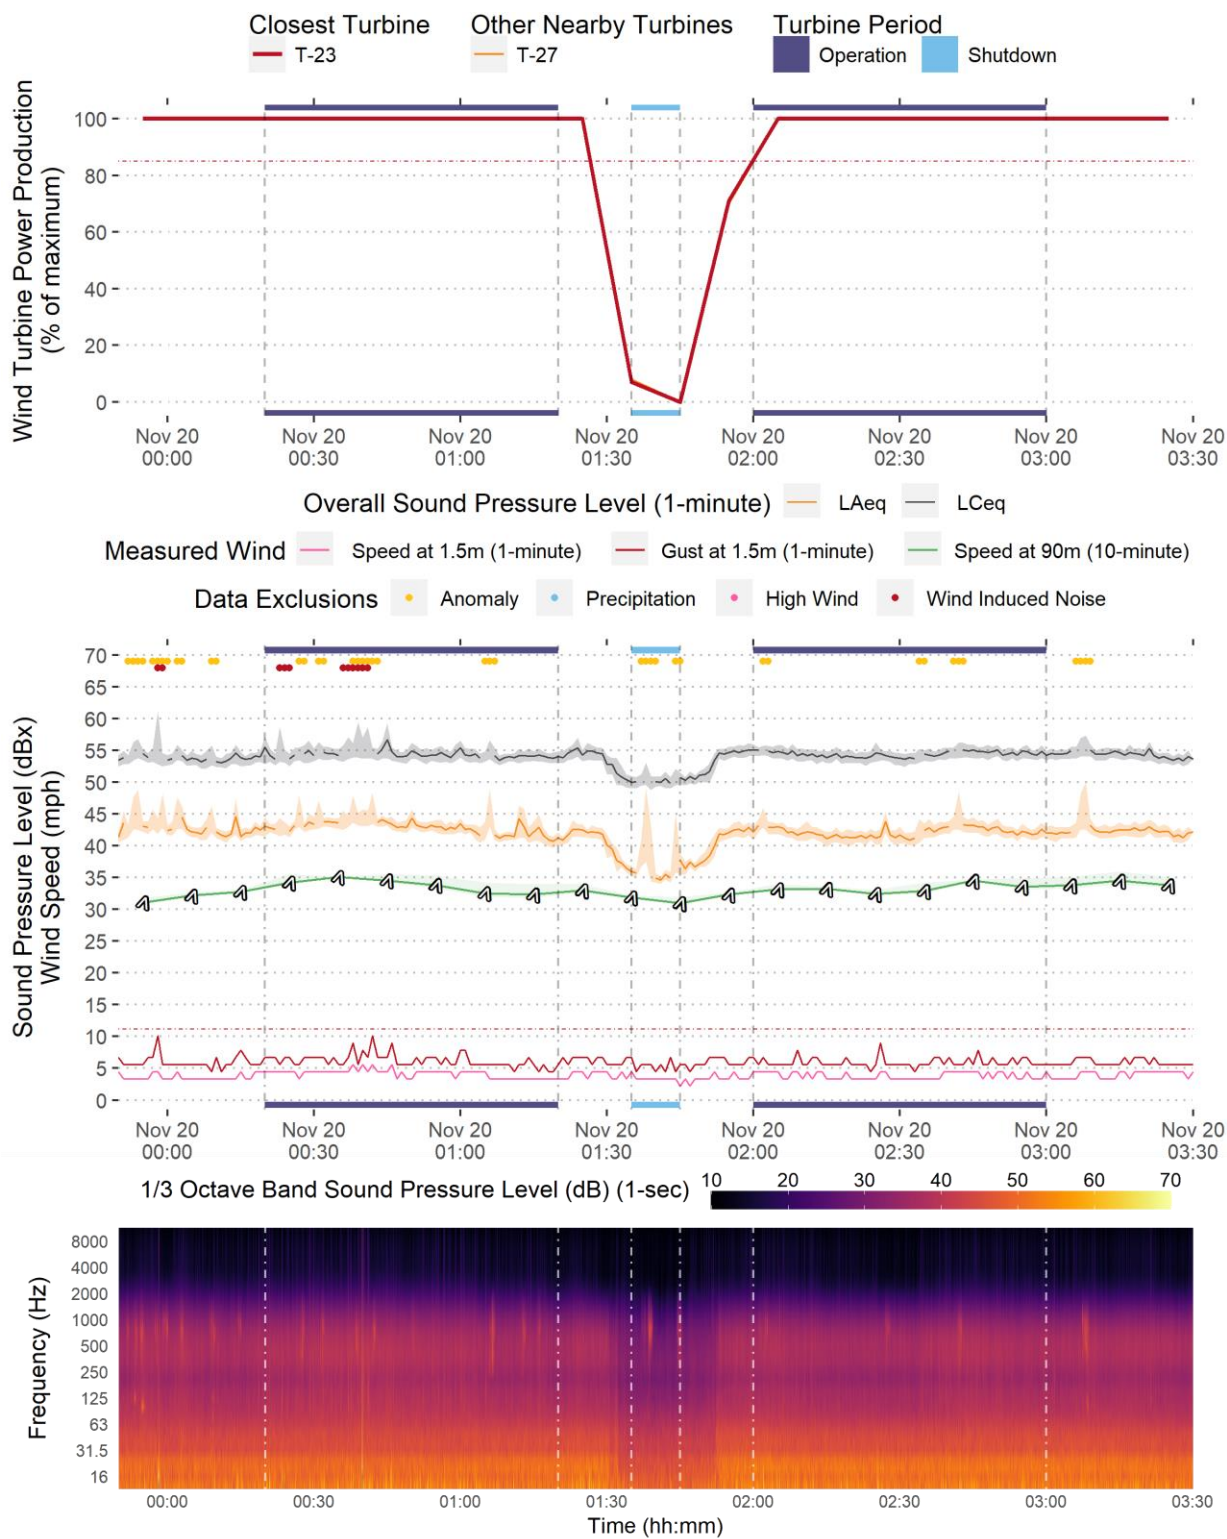 Closest Turbine Other Nearby Turbines Turbine Period
T-23 T-27 Operation Shutdown
Wind Turbine Power Production
(% of maximum)
100
80
60
40
20
0
Nov 20 Nov 20 Nov 20 Nov 20 Nov 20 Nov 20 Nov 20 Nov 20
00:00 00:30 01:00 01:30 02:00 02:30 03:00 03:30
Overall Sound Pressure Level (1-minute) LAeq LCeq
Measured Wind Speed at 1.5m (1-minute) Gust at 1.5m (1-minute) Speed at 90m (10-minute)
Data Exclusions Anomaly Precipitation High Wind Wind Induced Noise
Sound Pressure Level (dBx)
Wind Speed (mph)
70
65
60
55
50
45
40
35
30
25
20
15
10
5
0
Nov 20 Nov 20 Nov 20 Nov 20 Nov 20 Nov 20 Nov 20 Nov 20
00:00 00:30 01:00 01:30 02:00 02:30 03:00 03:30
1/3 Octave Band Sound Pressure Level (dB) (1-sec)
10 20 30 40 50 60 70
Frequency (Hz)
8000
4000
2000
1000
500
250
125
63
31.5
16
00:00 00:30 01:00 01:30 02:00 02:30 03:00 03:30
Time (hh:mm)